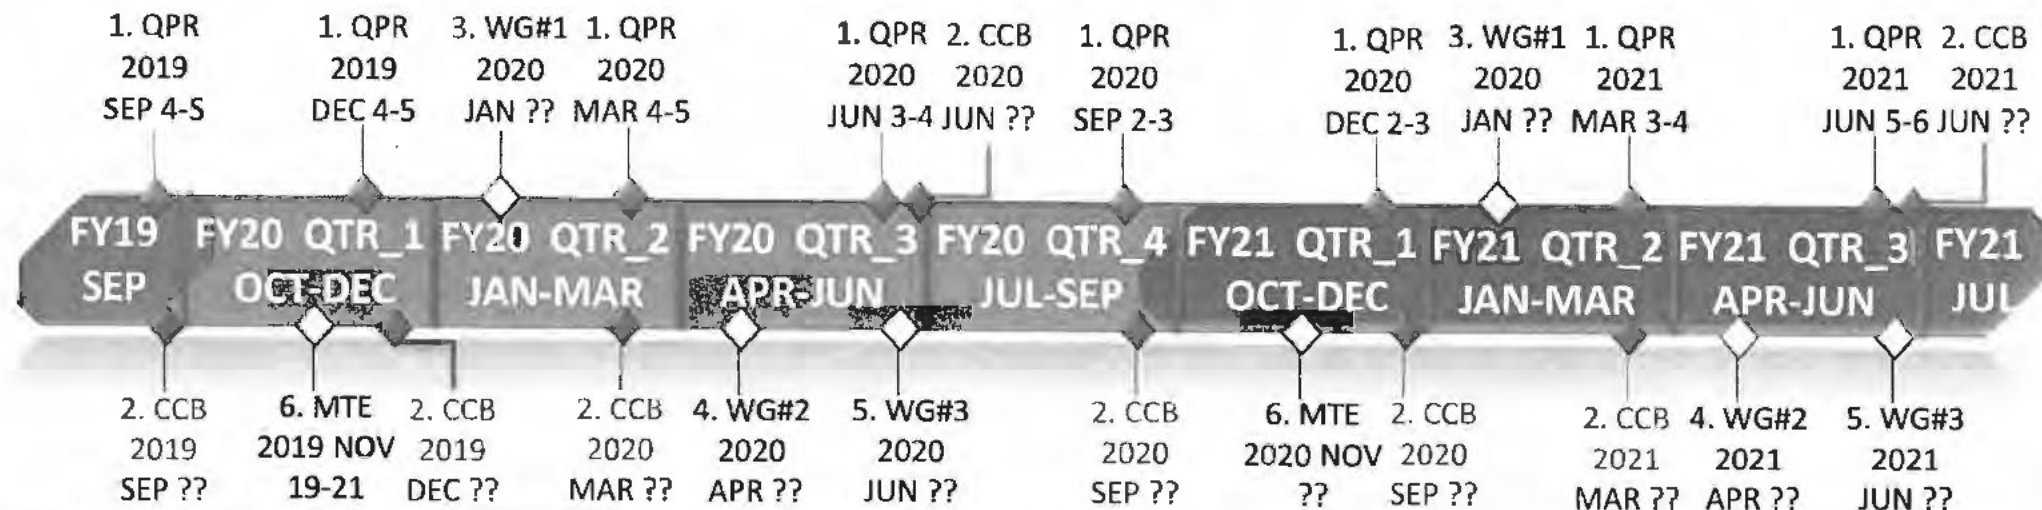 1. QPR
2019
SEP 4-5
1. QPR
2019
DEC 4-5
3. WG#1
2020
JAN ??
1. QPR
2020
MAR 4-5
1. QPR
2020
JUN 3-4
2. CCB
2020
JUN ??
1. QPR
2020
SEP 2-3
1. QPR
2020
DEC 2-3
3. WG#1
2020
JAN ??
1. QPR
2021
MAR 3-4
1. QPR
2021
JUN 5-6
2. CCB
2021
JUN ??
FY19
SEP
FY20 QTR_1
OCT-DEC
FY20 QTR_2
JAN-MAR
FY20 QTR_3
APR-JUN
FY20 QTR_4
JUL-SEP
FY21 QTR_1
OCT-DEC
FY21 QTR_2
JAN-MAR
FY21 QTR_3
APR-JUN
FY21
JUL
2. CCB
2019
SEP ??
6. MTE
2019 NOV
19-21
2. CCB
2019
DEC ??
2. CCB
2020
MAR ??
4. WG#2
2020
APR ??
5. WG#3
2020
JUN ??
2. CCB
2020
SEP ??
6. MTE
2020 NOV
??
2. CCB
2020
SEP ??
2. CCB
2021
MAR ??
4. WG#2
2021
APR ??
5. WG#3
2021
JUN ??